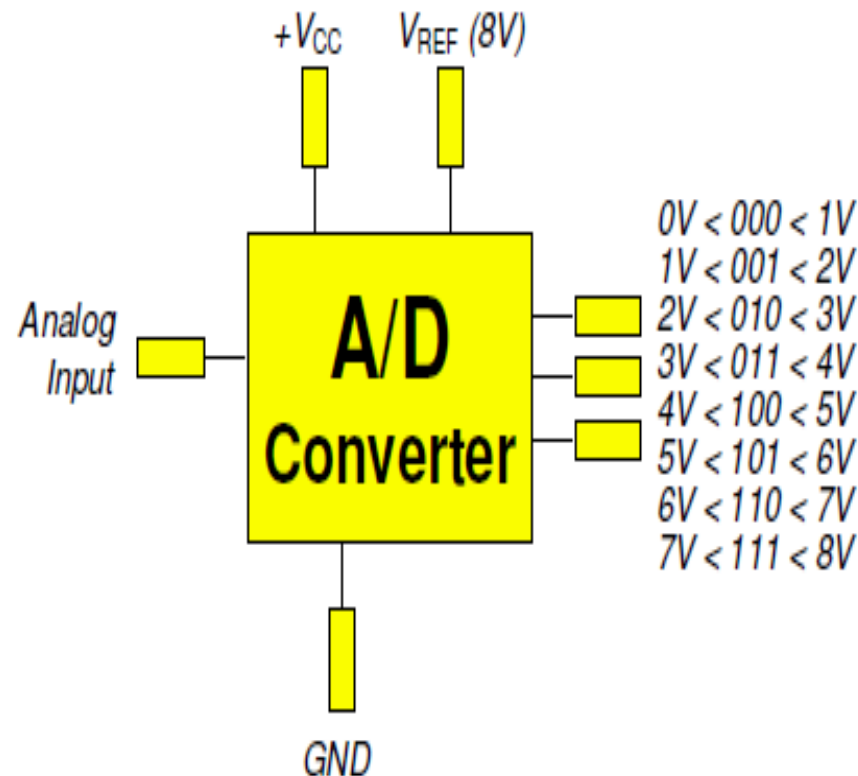 +VCC
VREF (8V)
0V < 000 < 1V
1V < 001 < 2V
2V < 010 < 3V
3V < 011 < 4V
4V < 100 < 5V
5V < 101 < 6V
6V < 110 < 7V
7V < 111 < 8V
Analog
Input
A/D
Converter
GND